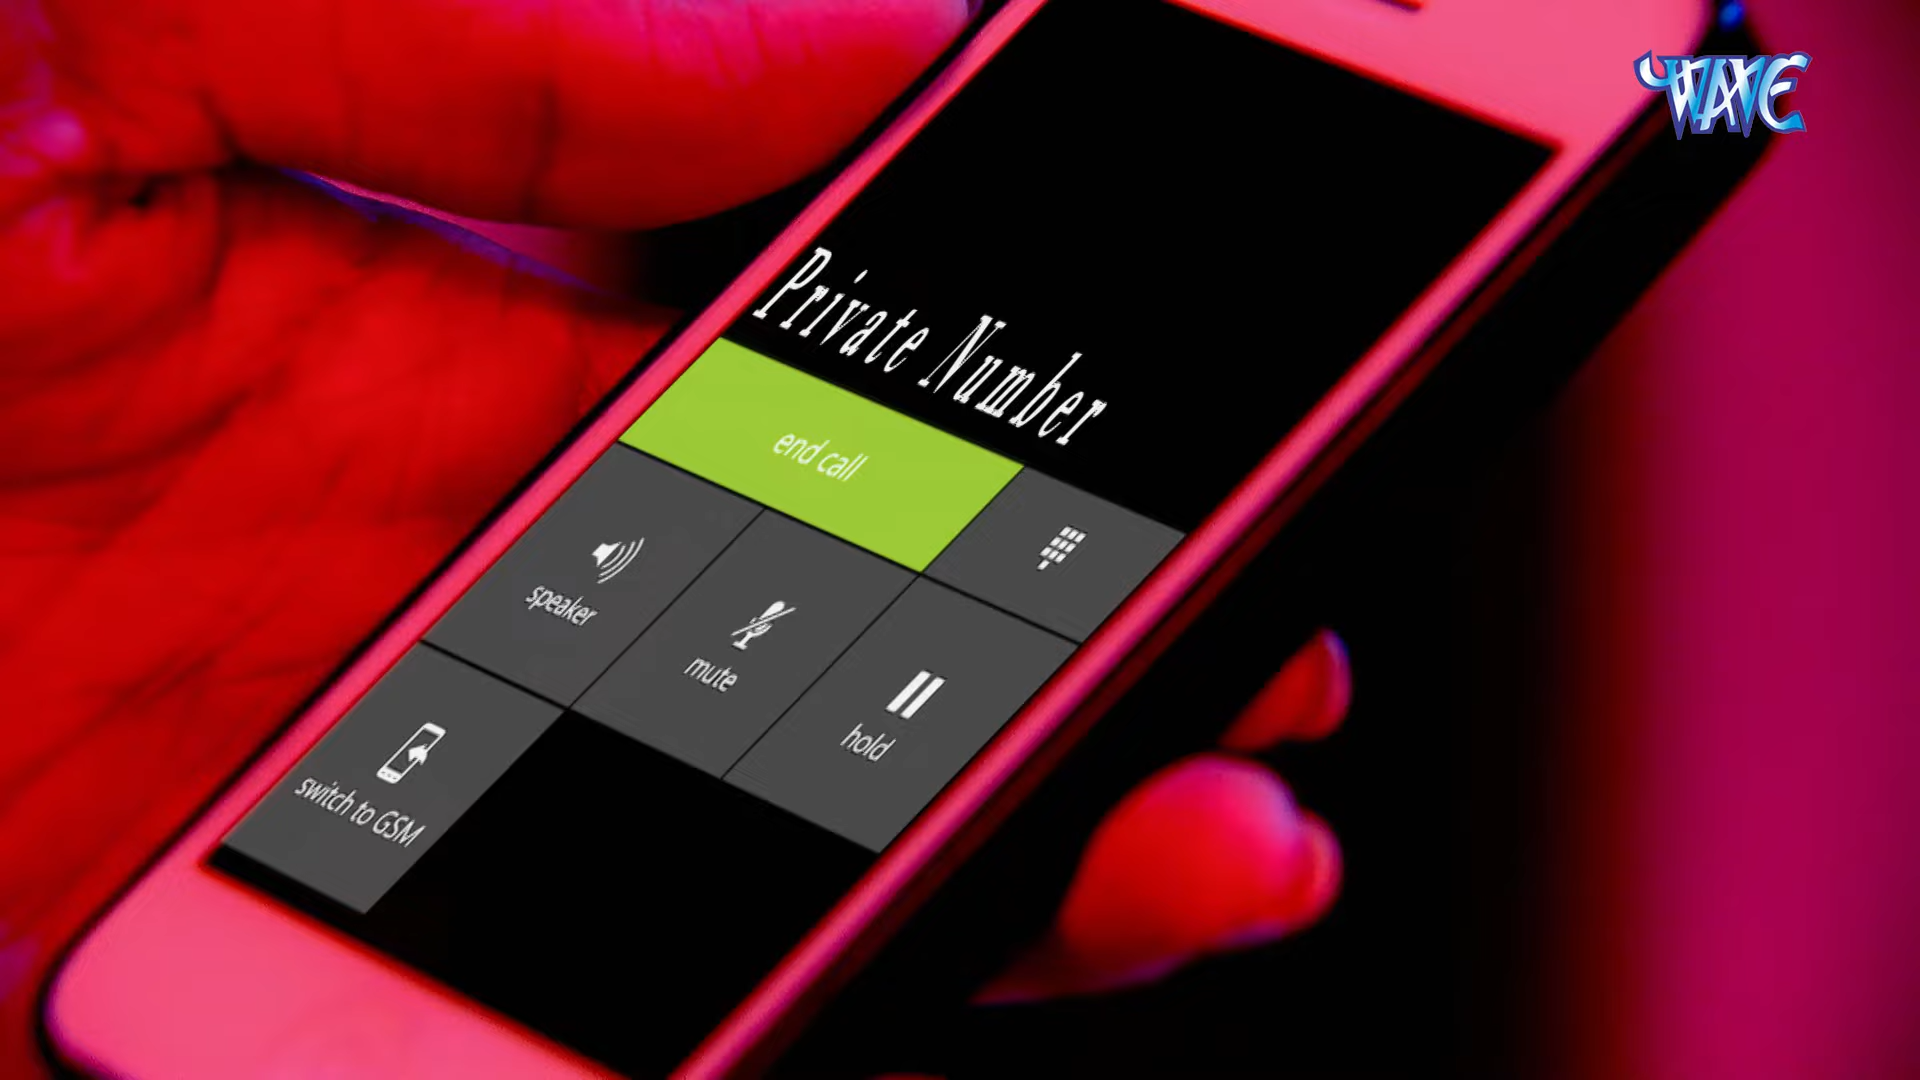 WAVE
Private Number
end call
speaker
mute
hold
switch to GSM